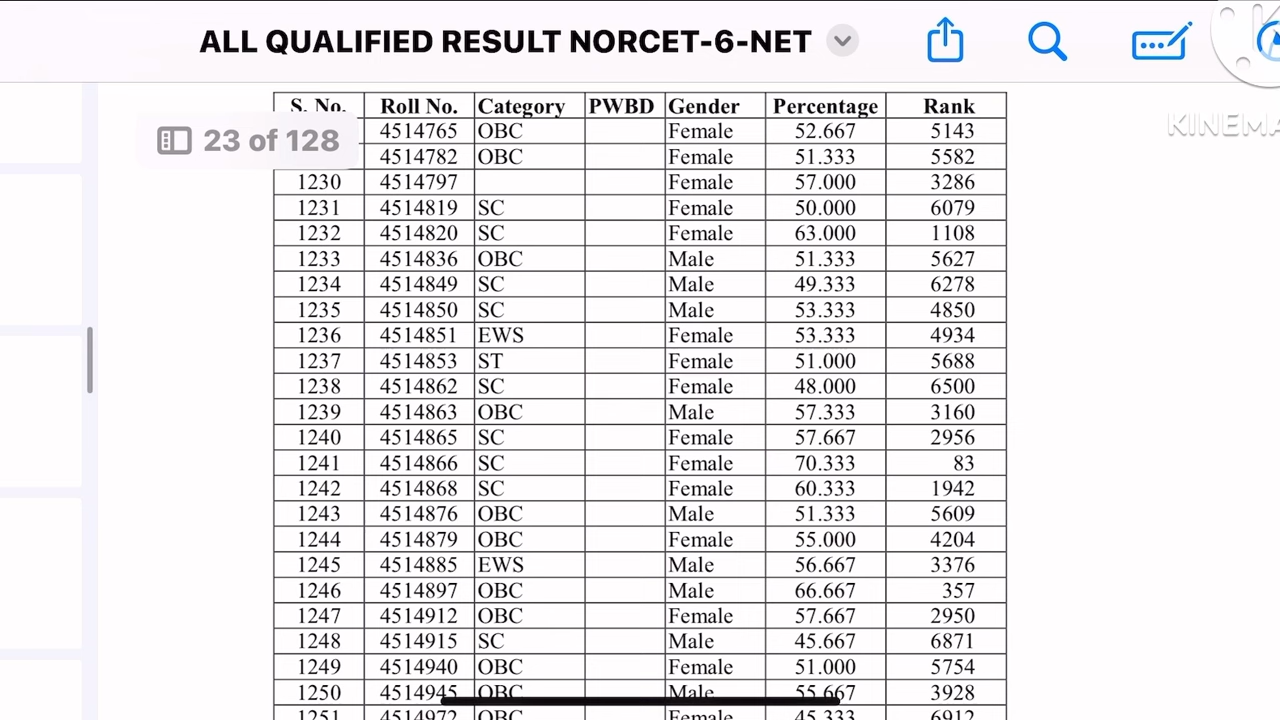 ALL QUALIFIED RESULT NORCET-6-NET
KINEMA
S. No. Roll No. Category PWBD Gender Percentage Rank
23 of 128
4514765 OBC Female 52.667 5143
4514782 OBC Female 51.333 5582
1230 4514797 Female 57.000 3286
1231 4514819 SC Female 50.000 6079
1232 4514820 SC Female 63.000 1108
1233 4514836 OBC Male 51.333 5627
1234 4514849 SC Male 49.333 6278
1235 4514850 SC Male 53.333 4850
1236 4514851 EWS Female 53.333 4934
1237 4514853 ST Female 51.000 5688
1238 4514862 SC Female 48.000 6500
1239 4514863 OBC Male 57.333 3160
1240 4514865 SC Female 57.667 2956
1241 4514866 SC Female 70.333 83
1242 4514868 SC Female 60.333 1942
1243 4514876 OBC Male 51.333 5609
1244 4514879 OBC Female 55.000 4204
1245 4514885 EWS Male 56.667 3376
1246 4514897 OBC Male 66.667 357
1247 4514912 OBC Female 57.667 2950
1248 4514915 SC Male 45.667 6871
1249 4514940 OBC Female 51.000 5754
1250 4514945 OBC Male 55.667 3928
1251 4514972 OBC Female 45.333 6912